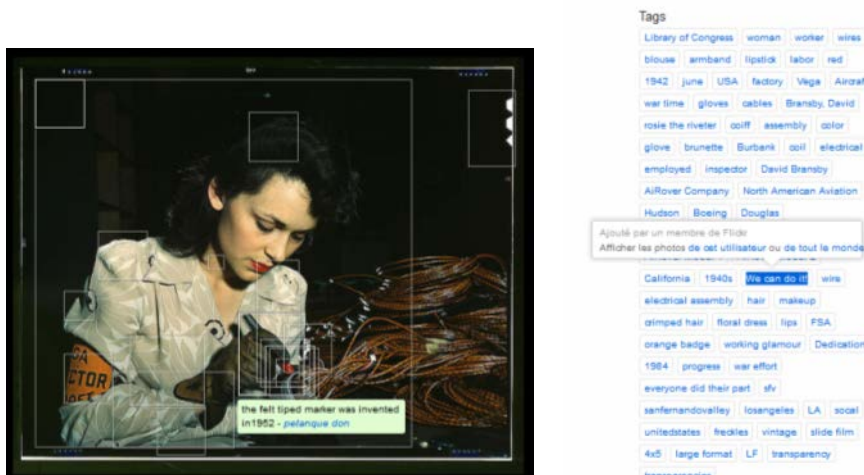 SA
CTOR
the felt tiped marker was invented
in1952 - petanque don
Tags
Library of Congress woman worker wires
blouse armband lipstick labor red
1942 june USA factory Vega Aircraf
war time gloves cables Bransby, David
rosie the riveter coiff assembly color
glove brunette Burbank coil electrical
employed inspector David Bransby
AiRover Company North American Aviation
Hudson Boeing Douglas
Ajouté par un membre de Flickr
Afficher las photos de cet utilisateur ou de tout le monde
California 1940s We can do it! wire
electrical assembly hair makeup
crimped hair floral dress lips FSA
orange badge working glamour Dedication
1984 progress war effort
everyone did their part sfv
sanfernandovalley losangeles LA socal
unitedstates freckles vintage slide film
4x5 large format LF transparency